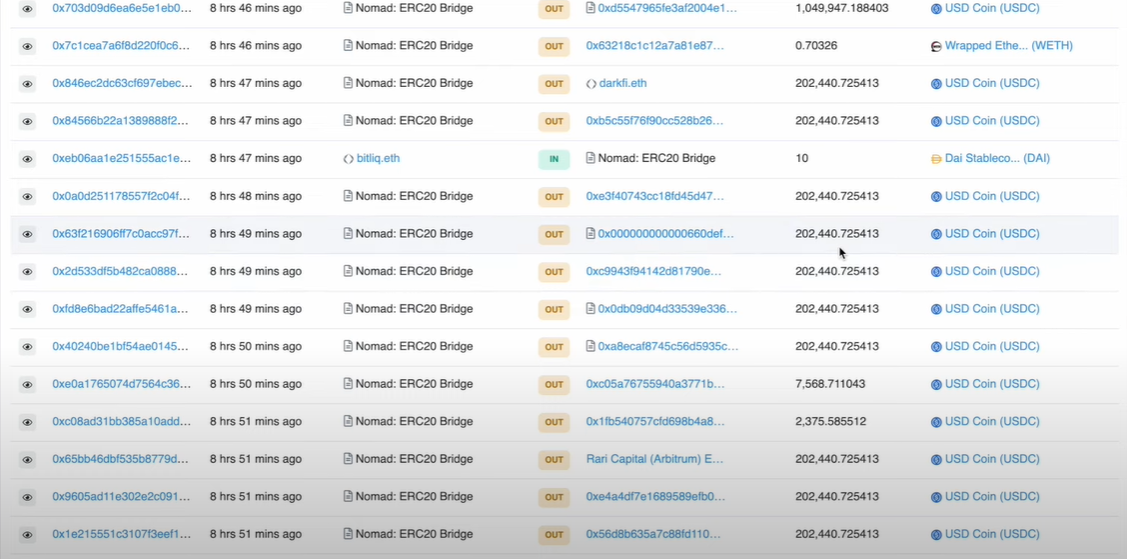 0x703d09d6ea6e5e1eb0... 8 hrs 46 mins ago Nomad: ERC20 Bridge OUT 0xd5547965fe3af2004e1... 1,049,947.188403 USD Coin (USDC)
0x7c1cea7a6f8d220f0c6... 8 hrs 46 mins ago Nomad: ERC20 Bridge OUT 0x63218c1c12a7a81e87... 0.70326 Wrapped Ethe... (WETH)
0x846ec2dc63cf697ebec... 8 hrs 47 mins ago Nomad: ERC20 Bridge OUT darkfi.eth 202,440.725413 USD Coin (USDC)
0x84566b22a1389888f2... 8 hrs 47 mins ago Nomad: ERC20 Bridge OUT 0xb5c55f76f90cc528b26... 202,440.725413 USD Coin (USDC)
0xeb06aa1e251555ac1e... 8 hrs 47 mins ago bitliq.eth IN Nomad: ERC20 Bridge 10 Dai Stableco... (DAI)
0x0a0d251178557f2c04f... 8 hrs 48 mins ago Nomad: ERC20 Bridge OUT 0xe3f40743cc18fd45d47... 202,440.725413 USD Coin (USDC)
0x63f216906ff7c0acc97f... 8 hrs 49 mins ago Nomad: ERC20 Bridge OUT 0x000000000000660def... 202,440.725413 USD Coin (USDC)
0x2d533df5b482ca0888... 8 hrs 49 mins ago Nomad: ERC20 Bridge OUT 0xc9943f94142d81790e... 202,440.725413 USD Coin (USDC)
0xfd8e6bad22affe5461a... 8 hrs 49 mins ago Nomad: ERC20 Bridge OUT 0x0db09d04d33539e336... 202,440.725413 USD Coin (USDC)
0x40240be1bf54ae0145... 8 hrs 50 mins ago Nomad: ERC20 Bridge OUT 0xa8ecaf8745c56d5935c... 202,440.725413 USD Coin (USDC)
0xe0a1765074d7564c36... 8 hrs 50 mins ago Nomad: ERC20 Bridge OUT 0xc05a76755940a3771b... 7,568.711043 USD Coin (USDC)
0xc08ad31bb385a10add... 8 hrs 51 mins ago Nomad: ERC20 Bridge OUT 0x1fb540757cfd698b4a8... 2,375.585512 USD Coin (USDC)
0x65bb46dbf535b8779d... 8 hrs 51 mins ago Nomad: ERC20 Bridge OUT Rari Capital (Arbitrum) E... 202,440.725413 USD Coin (USDC)
0x9605ad11e302e2c091... 8 hrs 51 mins ago Nomad: ERC20 Bridge OUT 0xe4a4df7e1689589efb0... 202,440.725413 USD Coin (USDC)
0x1e215551c3107f3eef1... 8 hrs 51 mins ago Nomad: ERC20 Bridge OUT 0x56d8b635a7c88fd110... 202,440.725413 USD Coin (USDC)